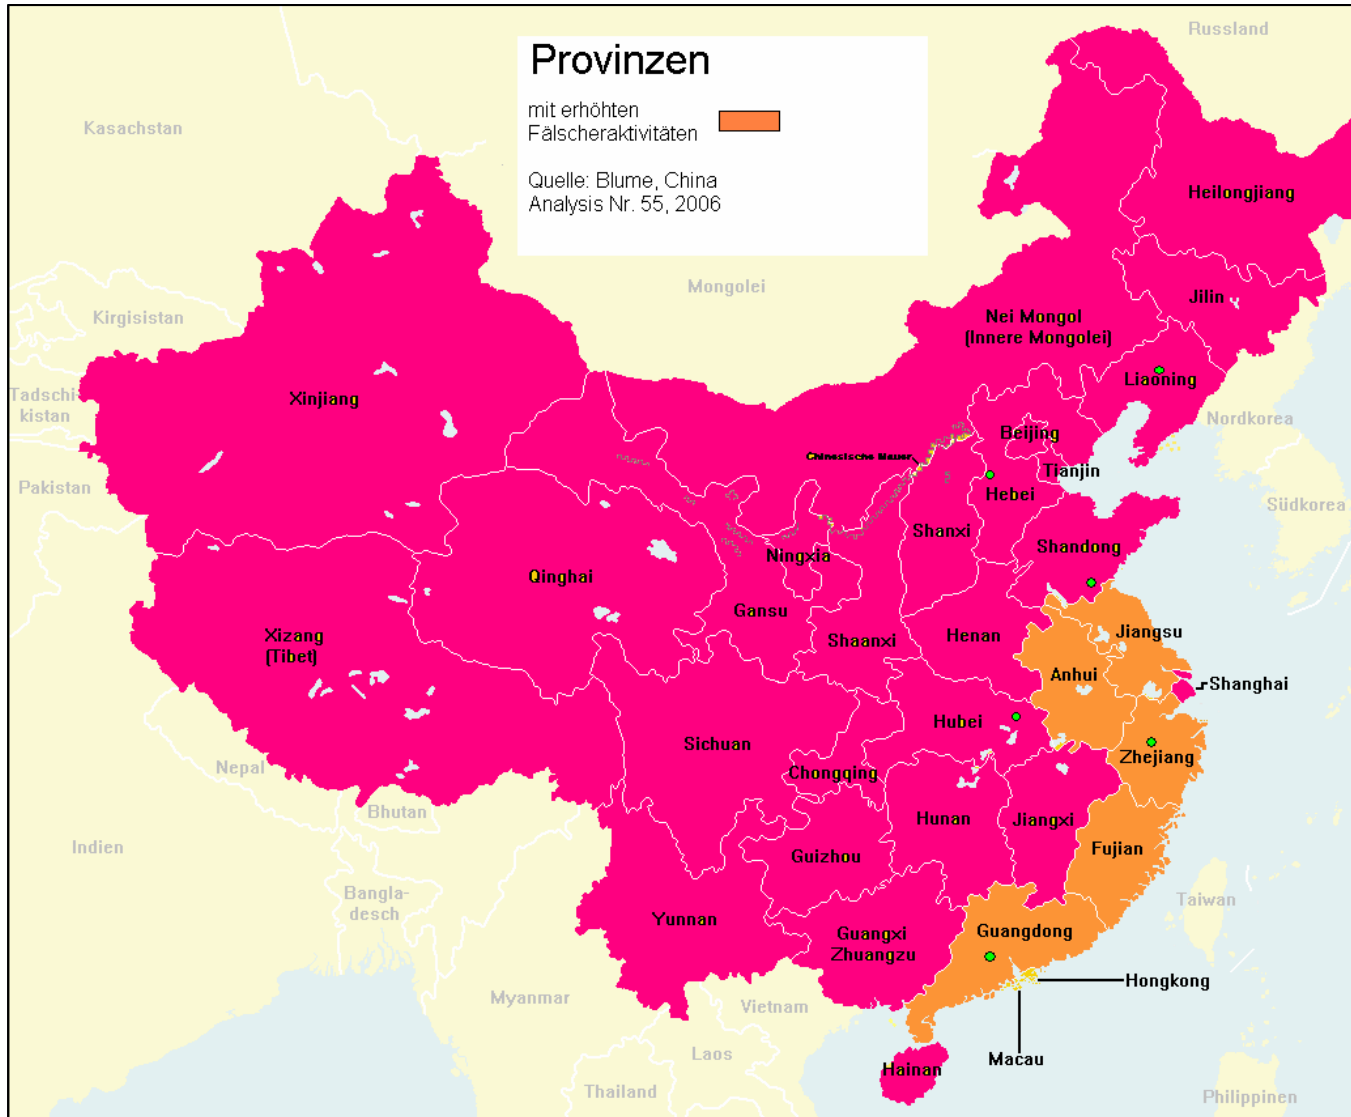 Provinzen
mit erhöhten
Fälscheraktivitäten
Quelle: Blume, China
Analysis Nr. 55, 2006
Russland
Kasachstan
Heilongjiang
Mongolei
Jilin
Kirgisistan
Nei Mongol
(Innere Mongolei)
Liaoning
Tadschi-
kistan
Xinjiang
Nordkorea
Beijing
Chinesische Mauer
Tianjin
Pakistan
Hebei
Südkorea
Shanxi
Shandong
Ningxia
Qinghai
Gansu
Xizang
(Tibet)
Shaanxi
Henan
Jiangsu
Anhui
Shanghai
Hubei
Sichuan
Zhejiang
Nepal
Chongqing
Bhutan
Hunan
Jiangxi
Indien
Guizhou
Fujian
Bangla-
desch
Taiwan
Yunnan
Guangxi
Zhuangzu
Guangdong
Hongkong
Myanmar
Vietnam
Laos
Macau
Hainan
Thailand
Philippinen